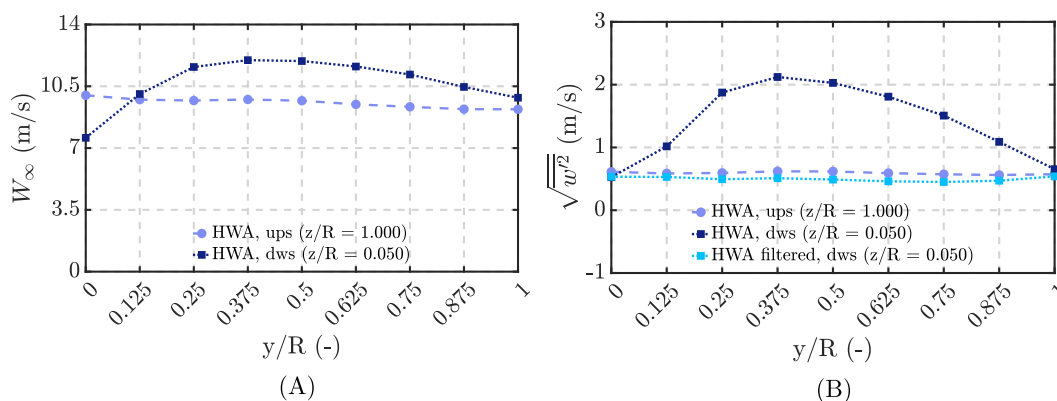 14
10.5
7
3.5
0
W∞ (m/s)
HWA, ups (z/R = 1.000)
HWA, dws (z/R = 0.050)
0
0.125
0.25
0.375
0.5
0.625
0.75
0.875
1
y/R (-)
(A)
3
2
1
0
-1
√w′2 (m/s)
HWA, ups (z/R = 1.000)
HWA, dws (z/R = 0.050)
HWA filtered, dws (z/R = 0.050)
0
0.125
0.25
0.375
0.5
0.625
0.75
0.875
1
y/R (-)
(B)